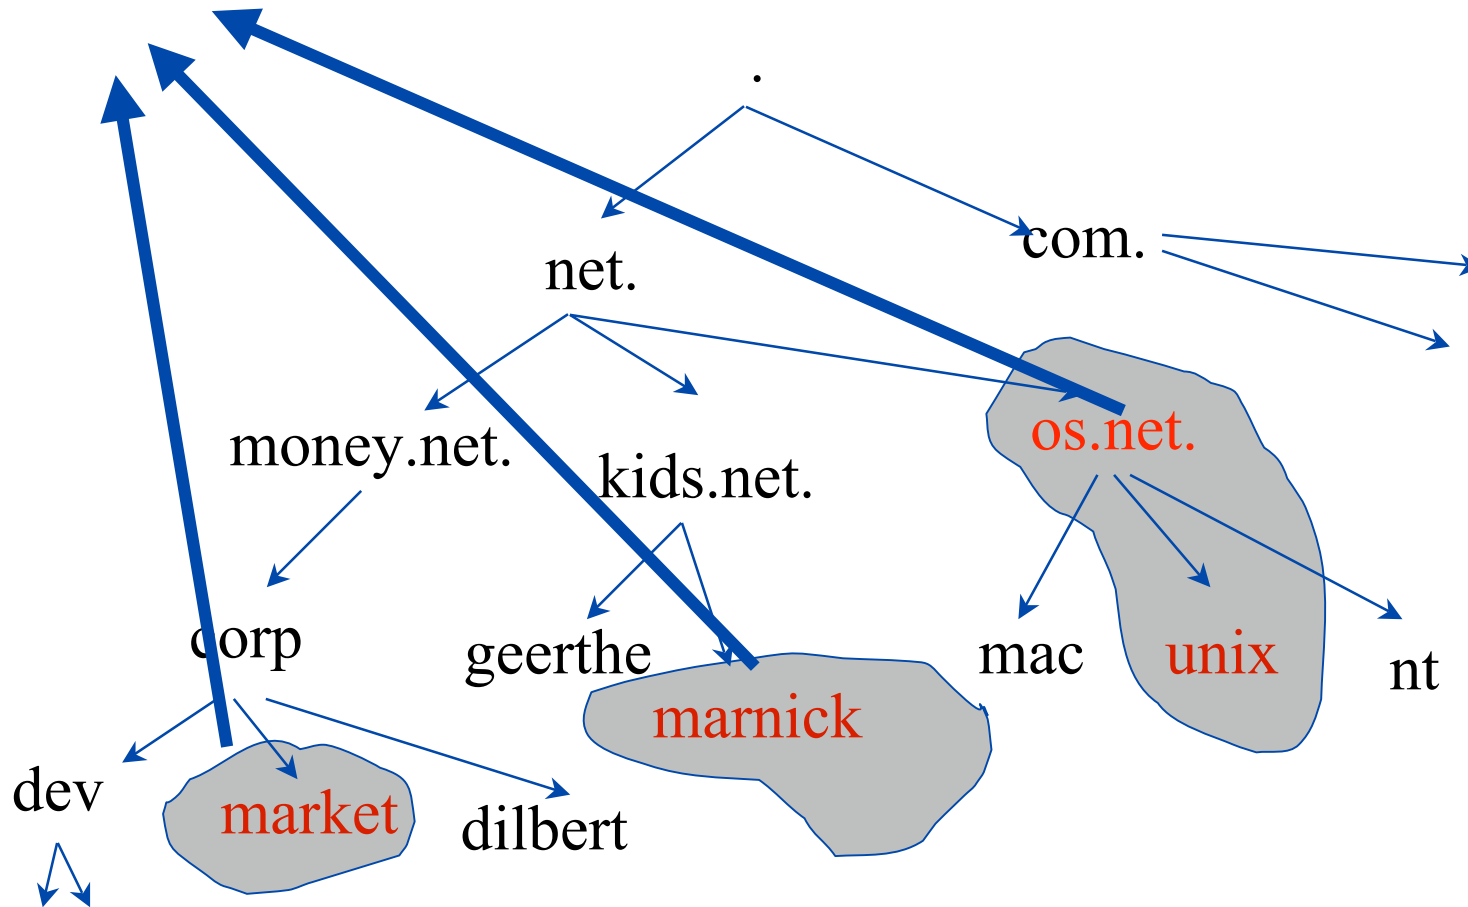 .
com.
net.
os.net.
money.net.
kids.net.
corp
geerthe
mac
unix
nt
marnick
dev
market
dilbert